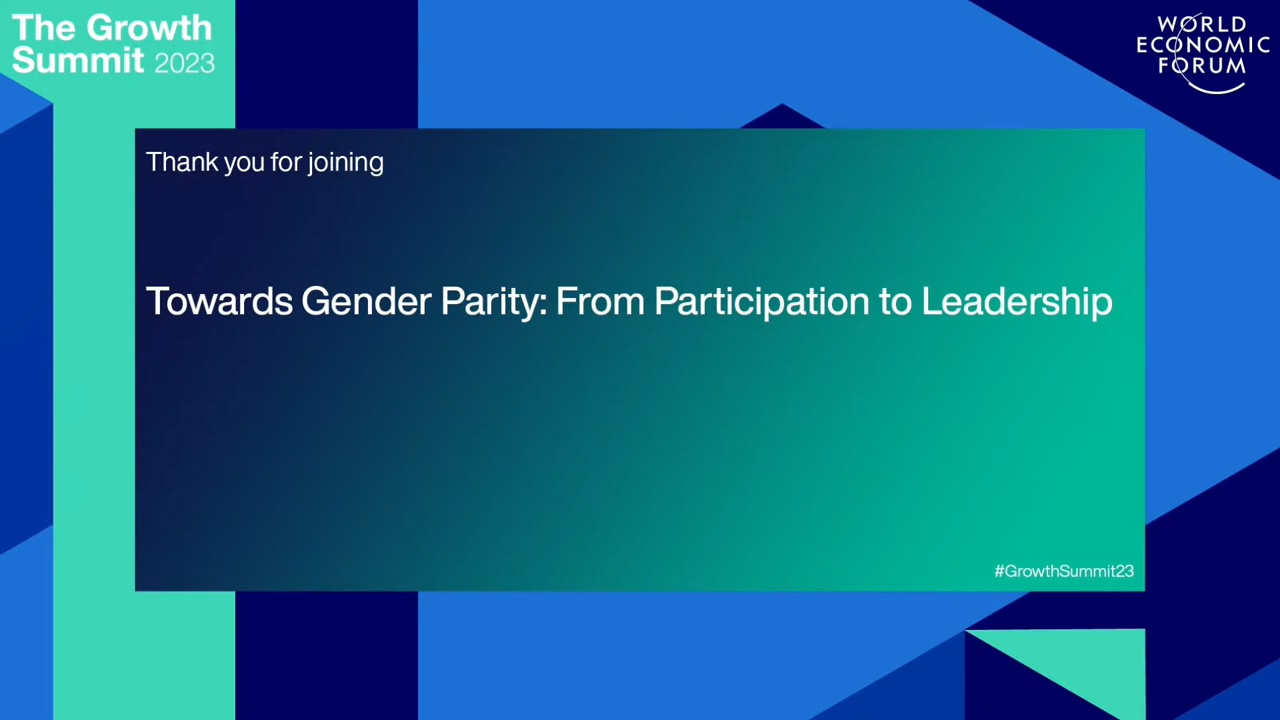 The Growth
Summit 2023
WORLD
ECONOMIC
FORUM
Thank you for joining
Towards Gender Parity: From Participation to Leadership
#GrowthSummit23